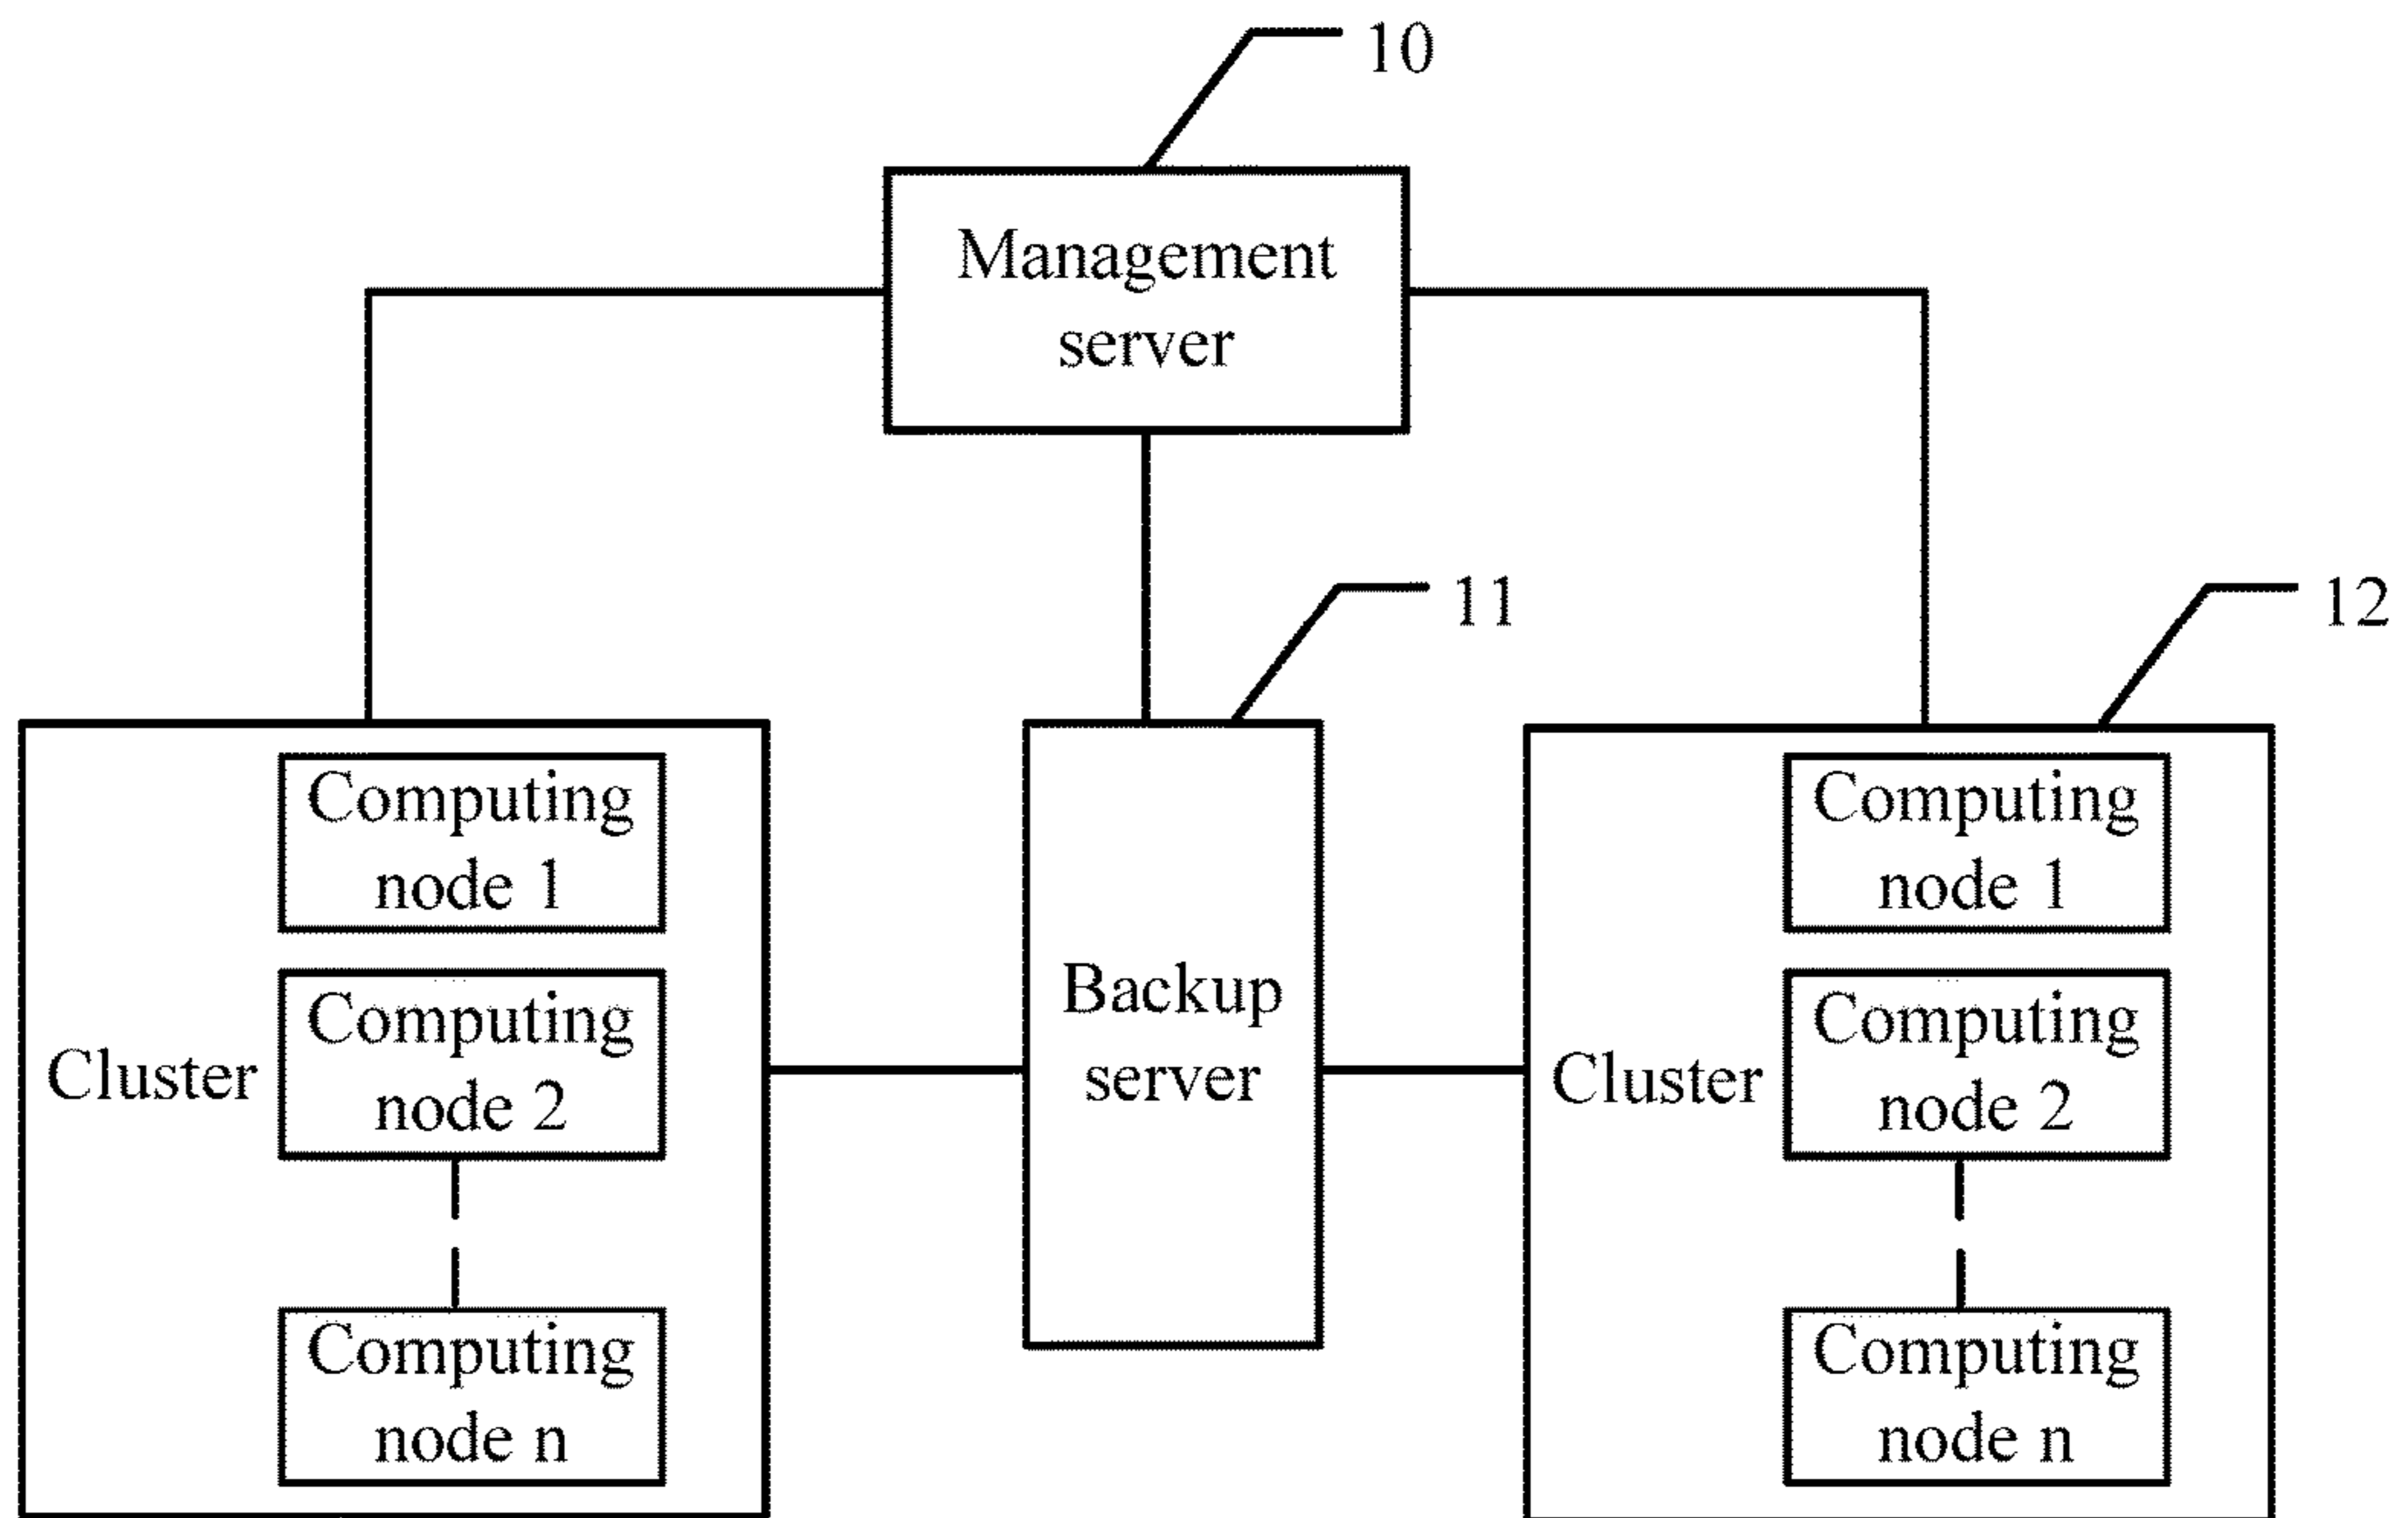 10
Management
server
11
12
Computing
node 1
Computing
node 2
Cluster
Computing
node n
Backup
server
Computing
node 1
Computing
node 2
Cluster
Computing
node n